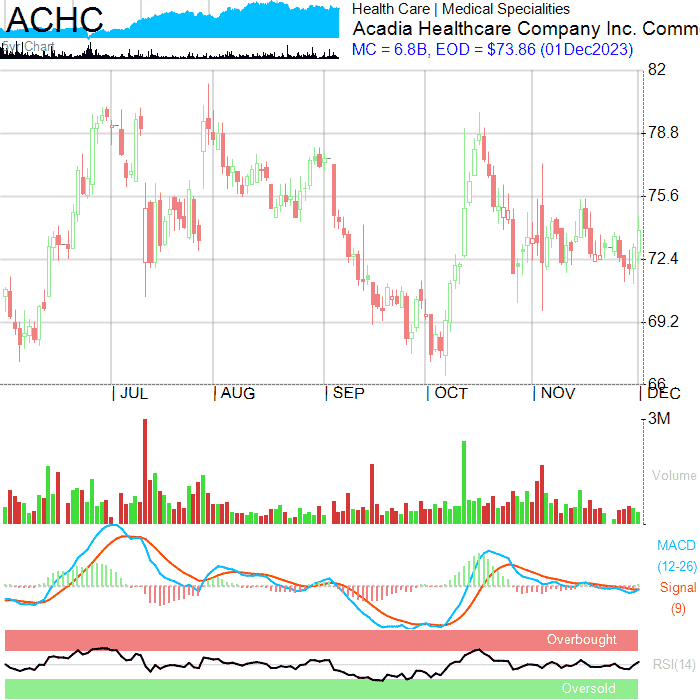 ACHC
5yr Chart
Health Care | Medical Specialities
Acadia Healthcare Company Inc. Comm
MC = 6.8B, EOD = $73.86 (01Dec2023)
82
78.8
75.6
72.4
69.2
66
| JUL | AUG | SEP | OCT | NOV | DEC
3M
Volume
MACD
(12-26)
Signal
(9)
Overbought
RSI(14)
Oversold